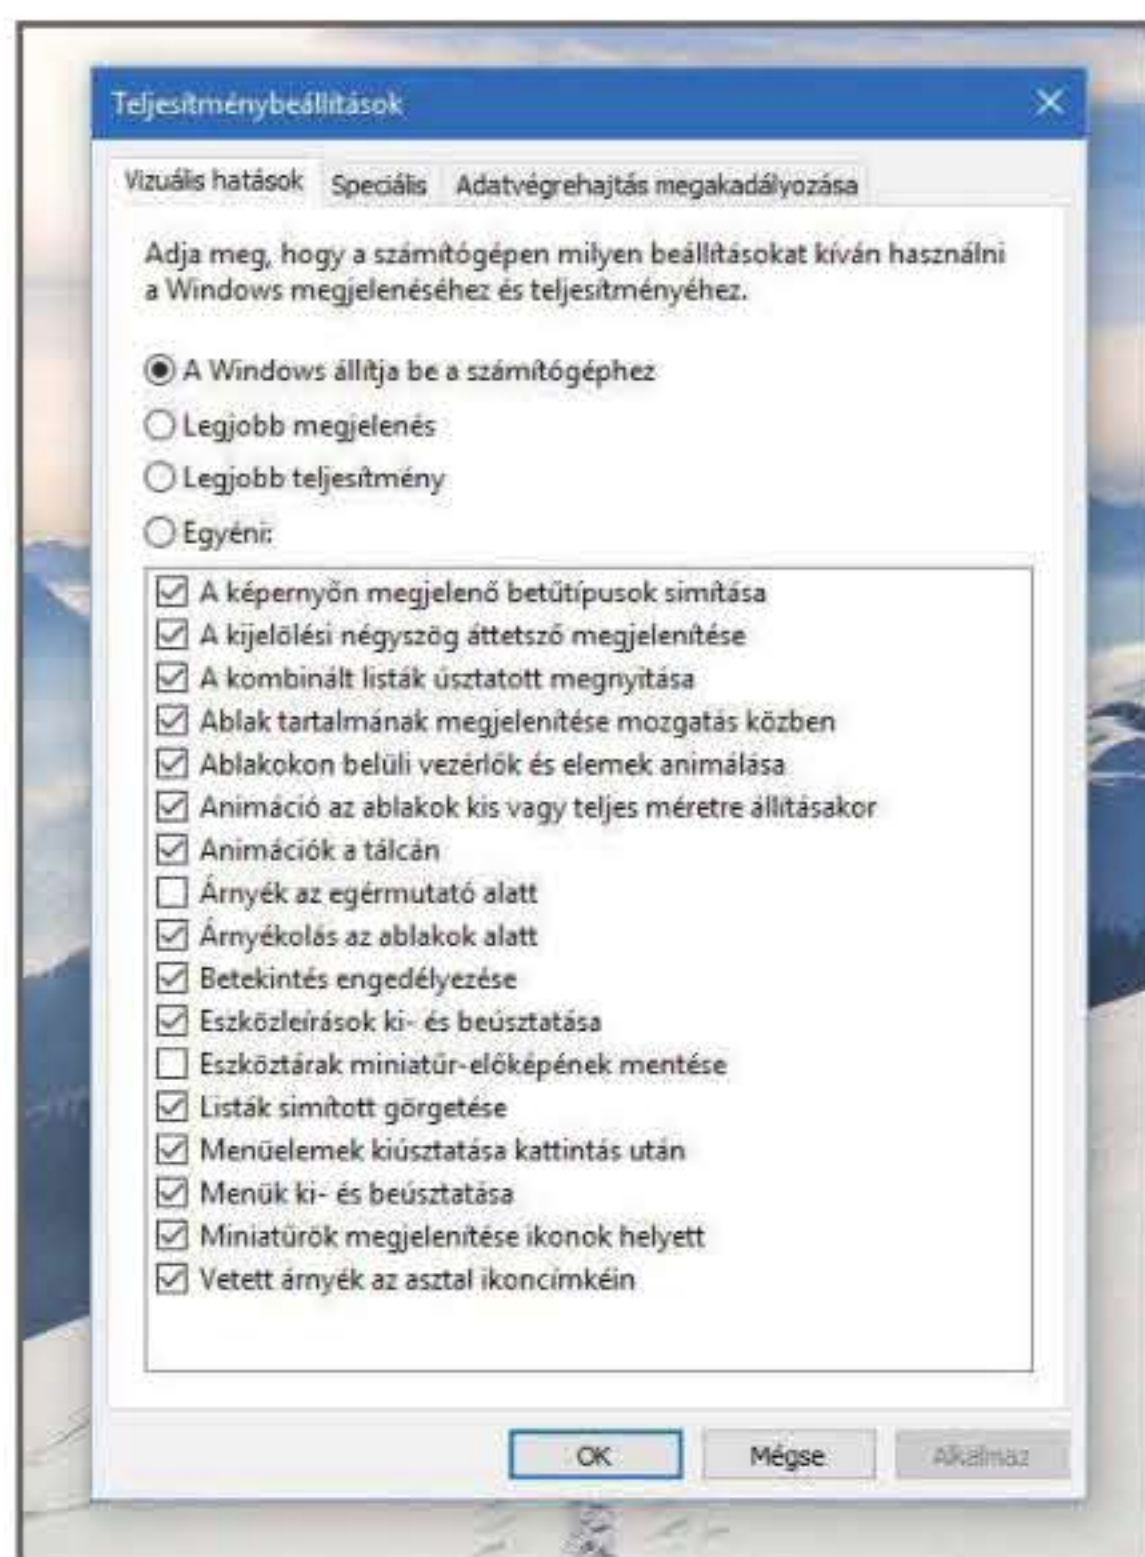 Teljesítménybeállítások
Vizuális hatások Speciális Adatvégrehajtás megakadályozása
Adja meg, hogy a számítógépen milyen beállításokat kíván használni
a Windows megjelenéséhez és teljesítményéhez.
A Windows állítja be a számítógéphez
Legjobb megjelenés
Legjobb teljesítmény
Egyéni:
A képernyőn megjelenő betűtípusok simítása
A kijelölési négyszög áttetsző megjelenítése
A kombinált listák úsztatott megnyitása
Ablak tartalmának megjelenítése mozgatás közben
Ablakokon belüli vezérlők és elemek animálása
Animáció az ablakok kis vagy teljes méretre állításakor
Animációk a tálcán
Árnyék az egérmutató alatt
Árnyékolás az ablakok alatt
Betekintés engedélyezése
Eszközleírások ki- és beúsztatása
Eszköztárak miniatűr-előképének mentése
Listák simított görgetése
Menüelemek kiúsztatása kattintás után
Menük ki- és beúsztatása
Miniatűrök megjelenítése ikonok helyett
Vetett árnyék az asztal ikoncímkéin
OK Mégse Alkalmaz